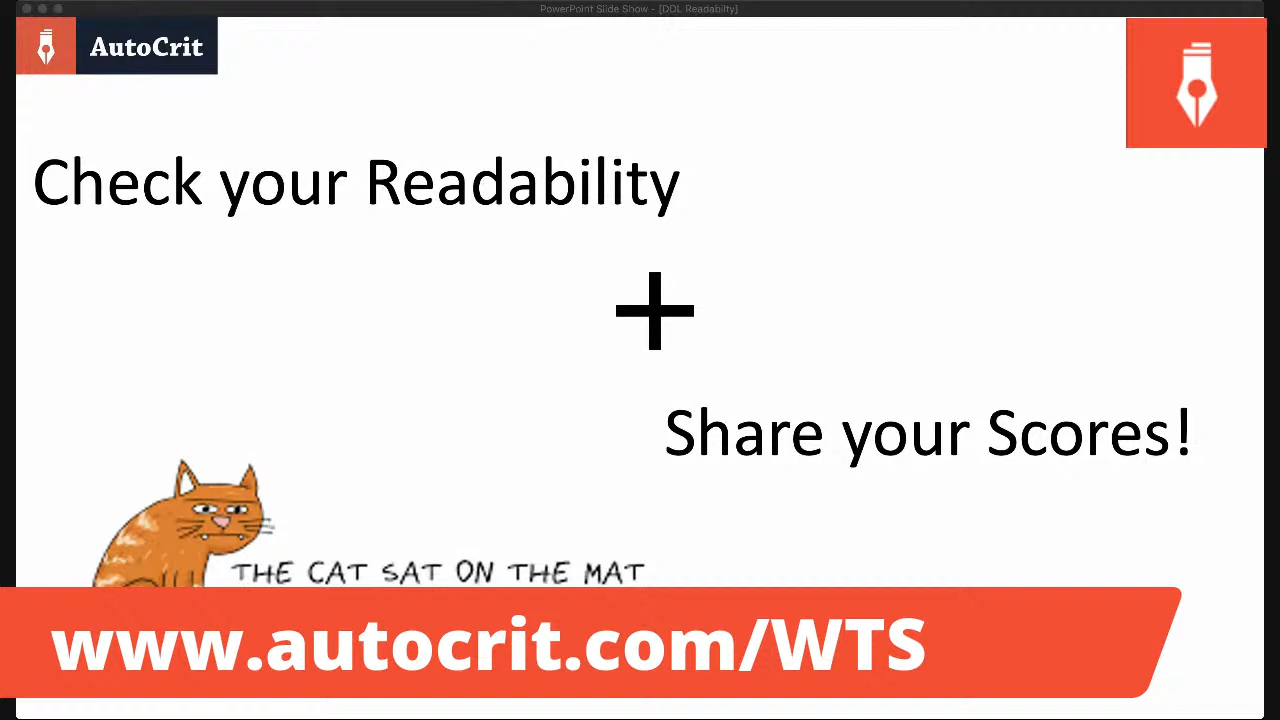 PowerPoint Slide Show - [DDL Readabilty]
AutoCrit
Check your Readability
+
Share your Scores!
THE CAT SAT ON THE MAT
www.autocrit.com/WTS